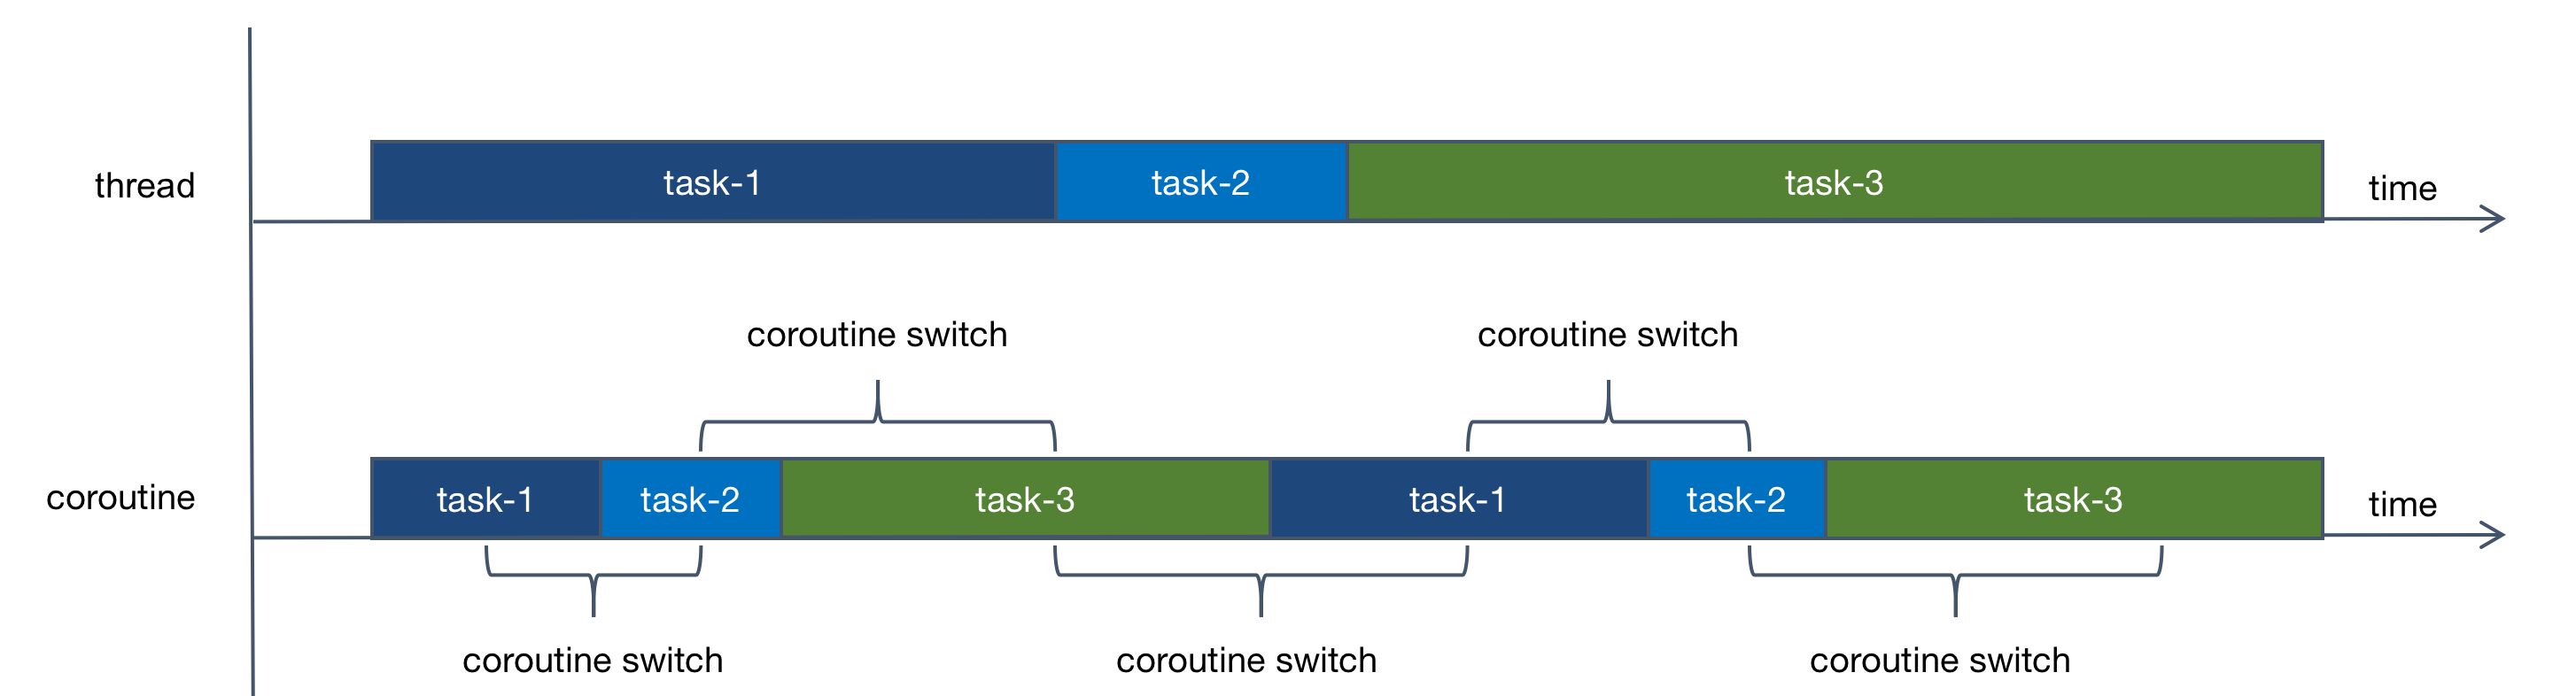 thread
task-1
task-2
task-3
time
coroutine switch
coroutine switch
coroutine
task-1
task-2
task-3
task-1
task-2
task-3
time
coroutine switch
coroutine switch
coroutine switch